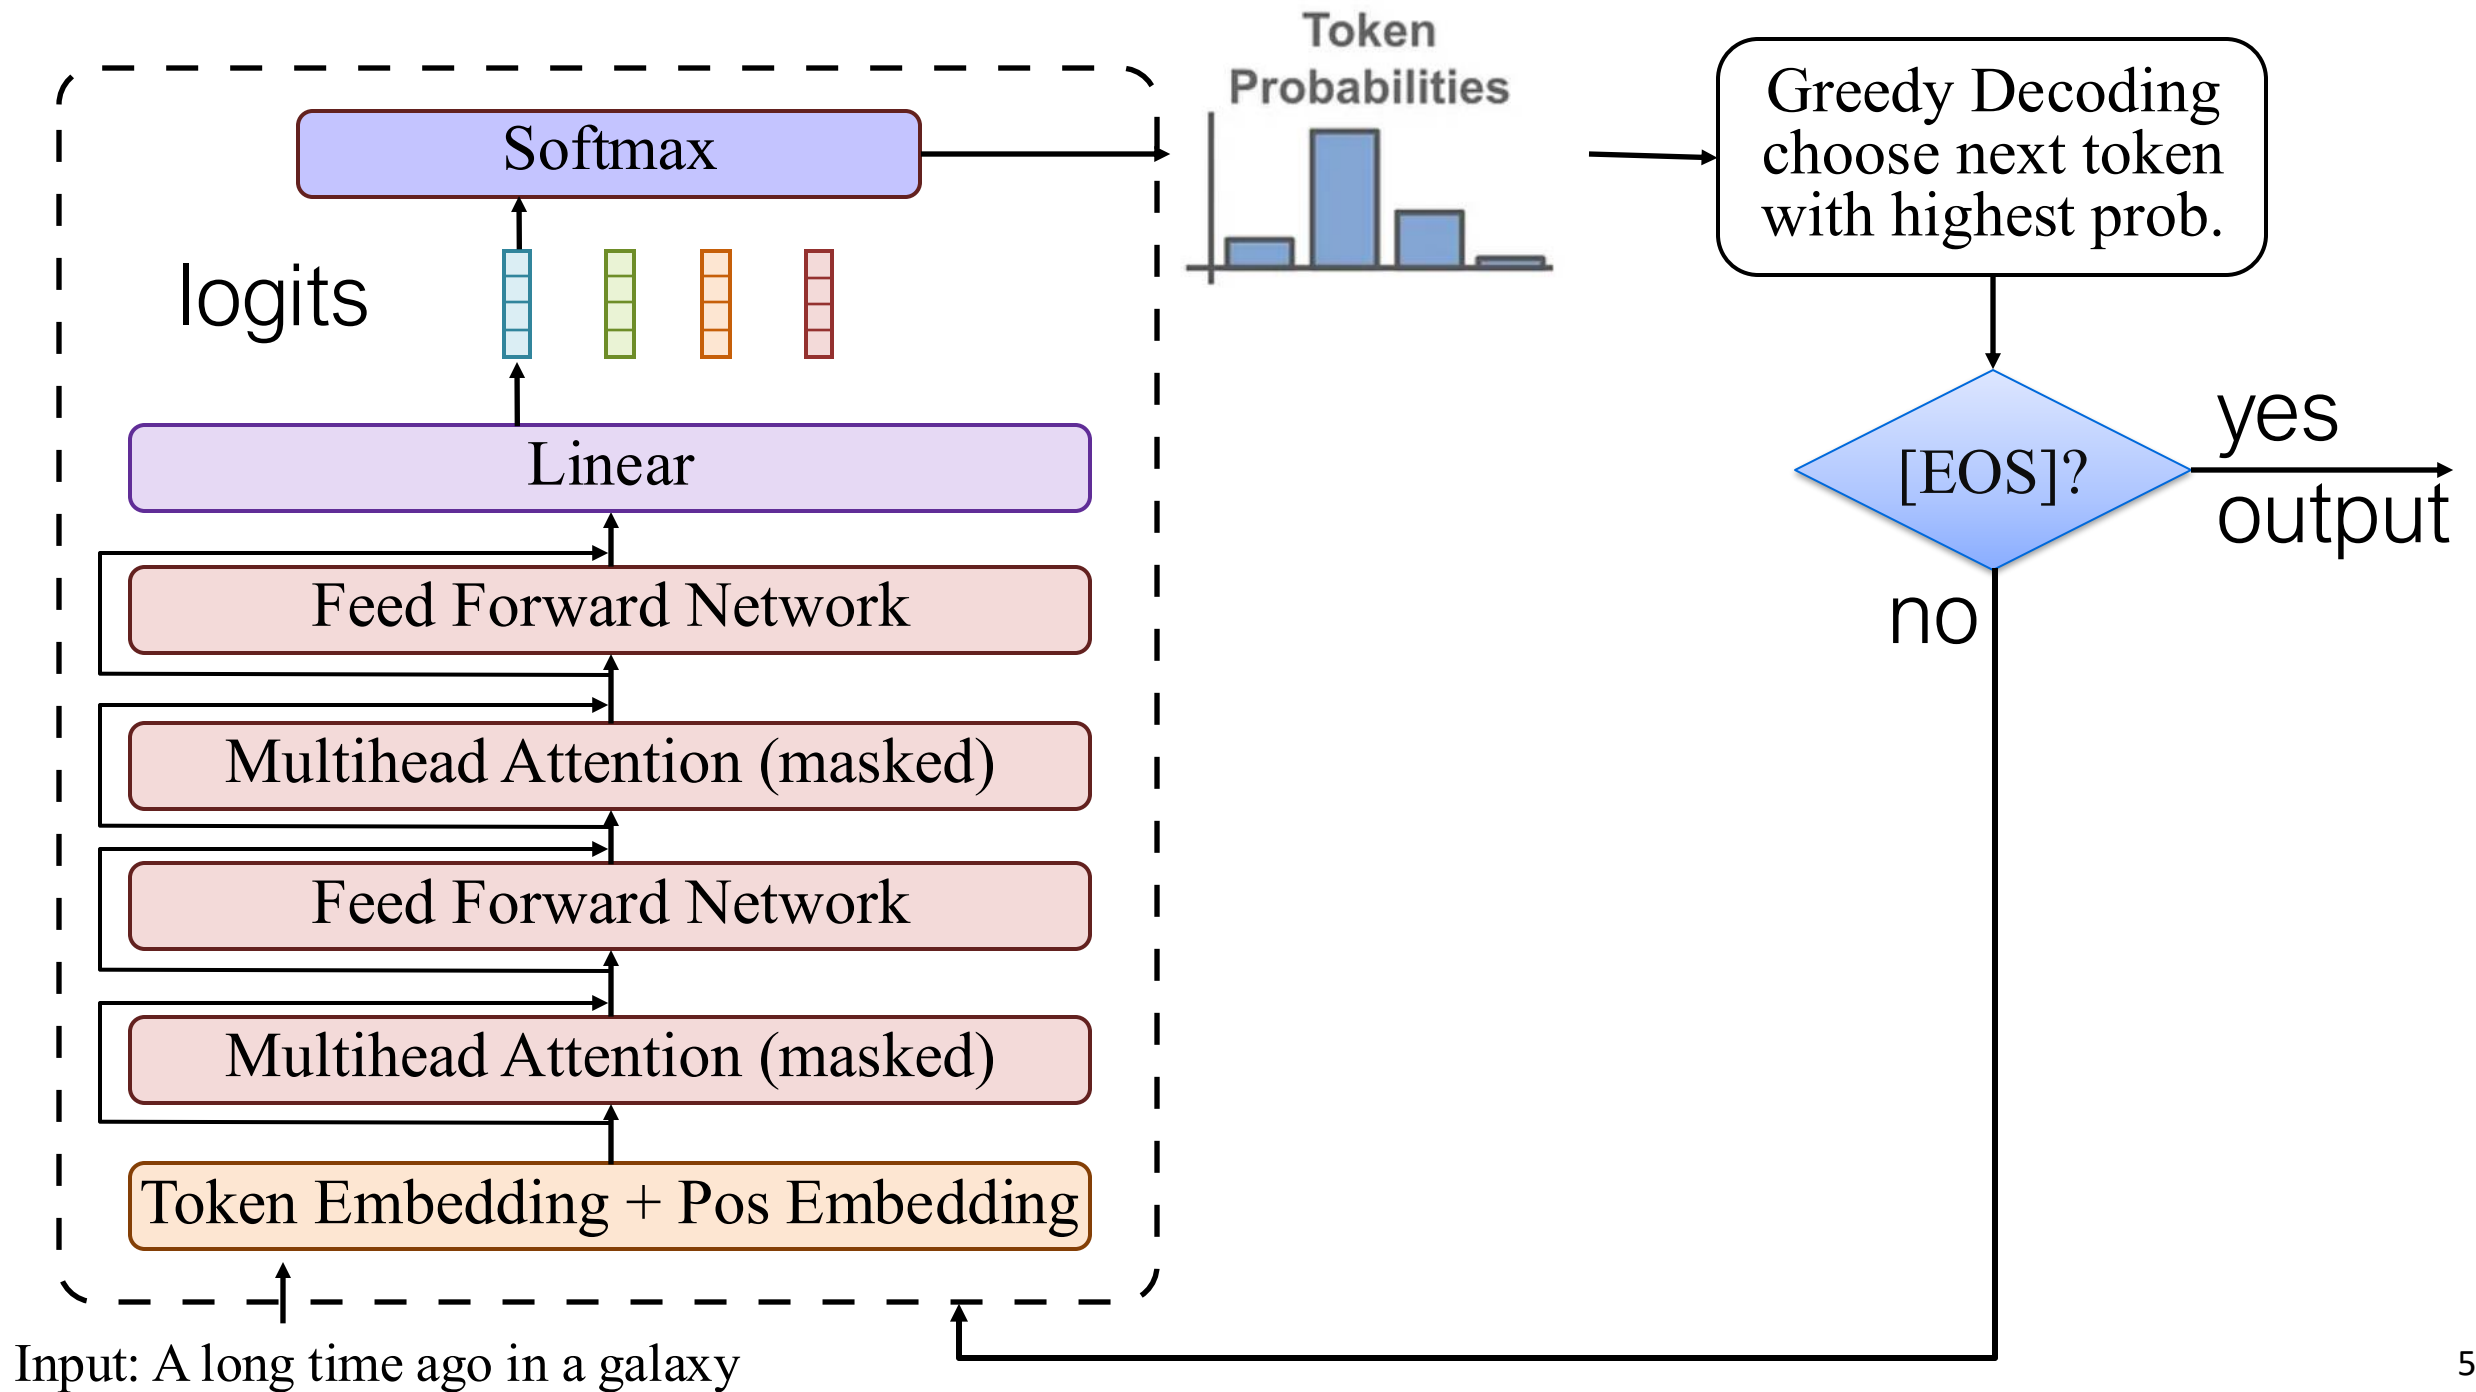 Softmax
logits
Linear
Feed Forward Network
Multihead Attention (masked)
Feed Forward Network
Multihead Attention (masked)
Token Embedding + Pos Embedding
Input: A long time ago in a galaxy
Token
Probabilities
Greedy Decoding
choose next token
with highest prob.
[EOS]?
yes
output
no
5